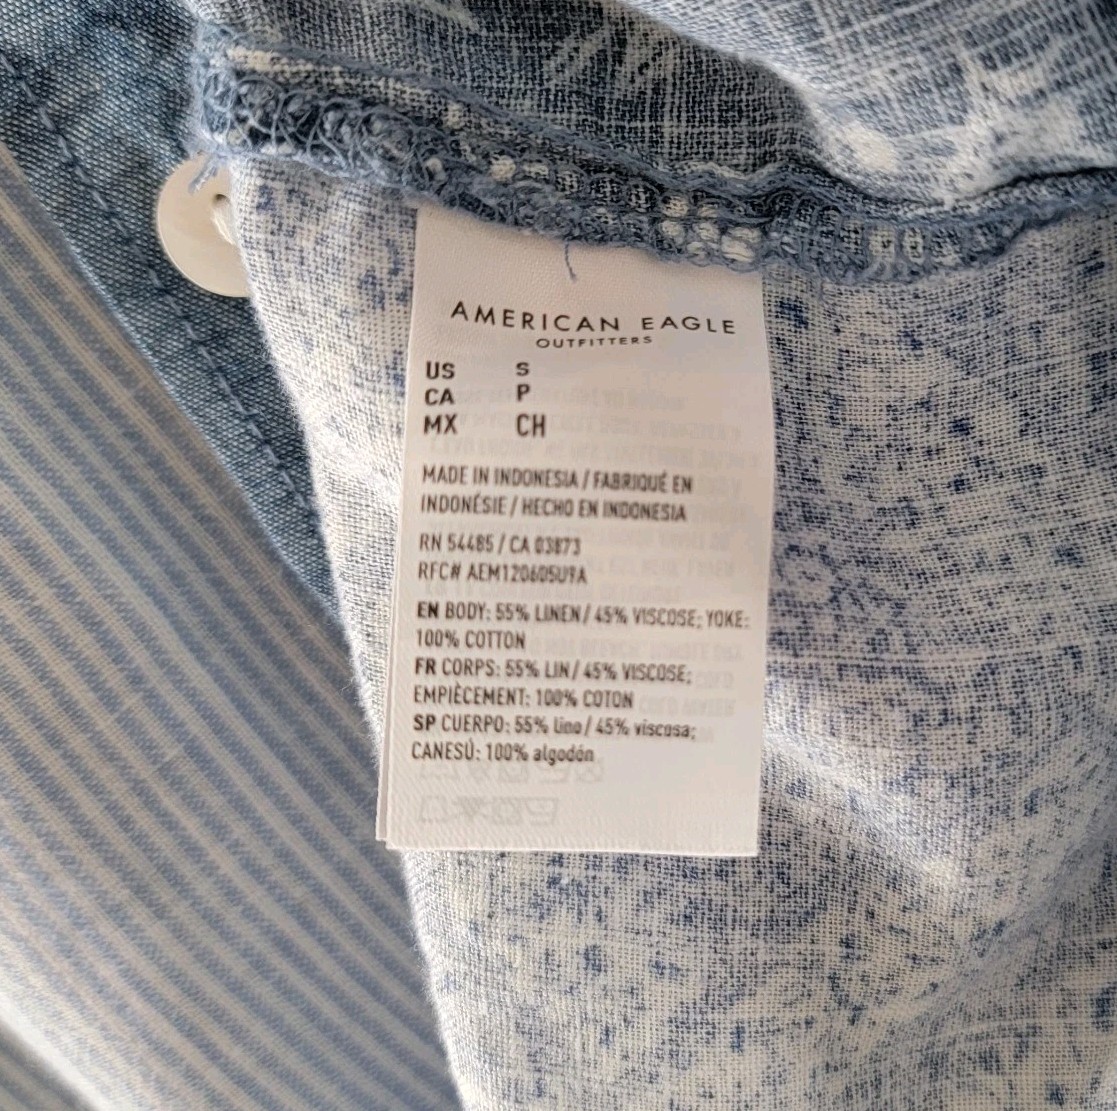 AMERICAN EAGLE
OUTFITTERS
US S
CA P
MX CH
MADE IN INDONESIA / FABRIQUÉ EN
INDONÉSIE / HECHO EN INDONESIA
RN 54485 / CA 03873
RFC# AEM120605U9A
EN BODY: 55% LINEN / 45% VISCOSE; YOKE:
100% COTTON
FR CORPS: 55% LIN / 45% VISCOSE;
EMPIÈCEMENT: 100% COTON
SP CUERPO: 55% lino / 45% viscosa;
CANESÚ: 100% algodón